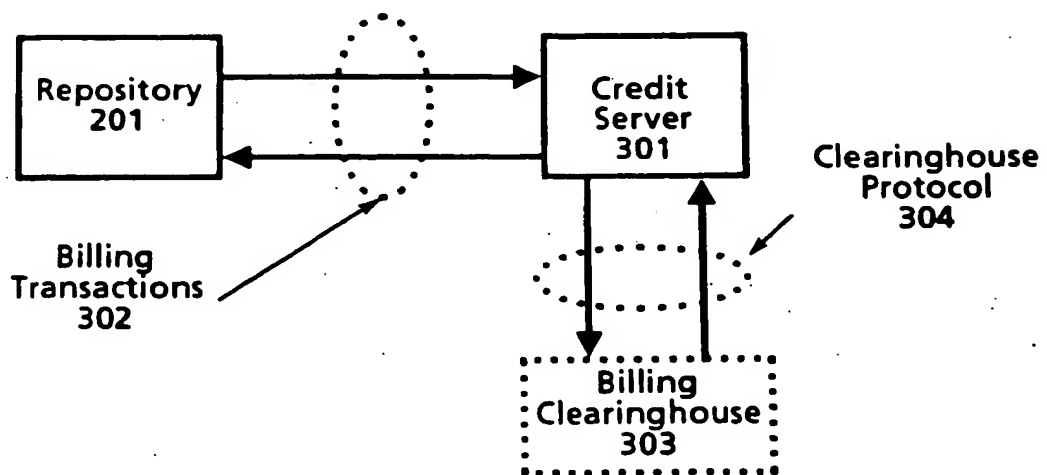 Repository
201
Credit
Server
301
Clearinghouse
Protocol
304
Billing
Transactions
302
Billing
Clearinghouse
303